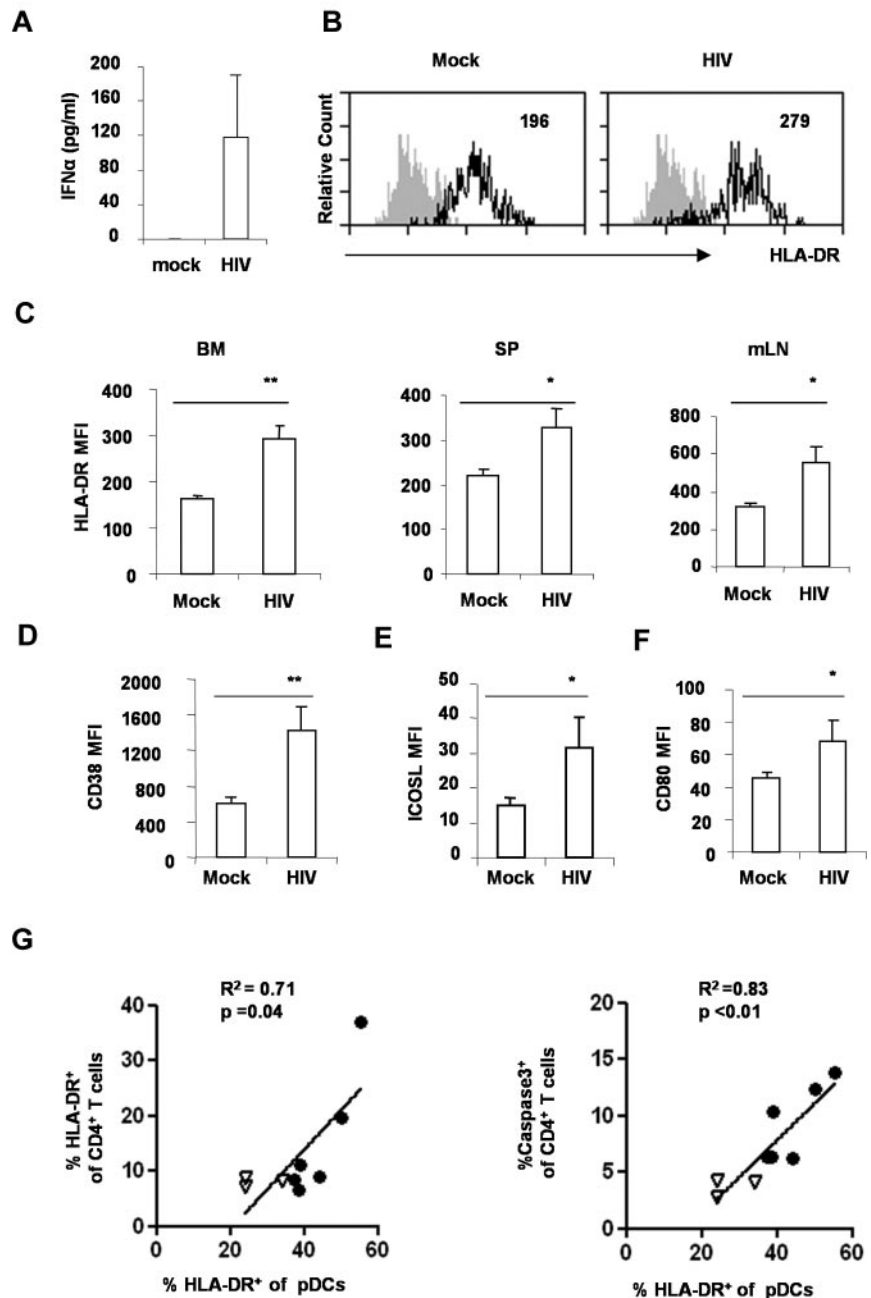 A
IFNα (pg/ml)
200
160
120
80
40
0
mock HIV
B
Mock HIV
Relative Count
196
279
HLA-DR
C
BM SP mLN
HLA-DR MFI
**
400
300
200
100
0
Mock HIV
*
400
300
200
100
0
Mock HIV
*
800
600
400
200
0
Mock HIV
D
CD38 MFI
**
2000
1600
1200
800
400
0
Mock HIV
E
ICOSL MFI
*
50
40
30
20
10
0
Mock HIV
F
CD80 MFI
*
100
80
60
40
20
0
Mock HIV
G
R² = 0.71
p =0.04
% HLA-DR⁺
of CD4⁺ T cells
40
30
20
10
0
0 20 40 60
% HLA-DR⁺ of pDCs
R² =0.83
p <0.01
%Caspase3⁺
of CD4⁺ T cells
20
15
10
5
0
0 20 40 60
% HLA-DR⁺ of pDCs